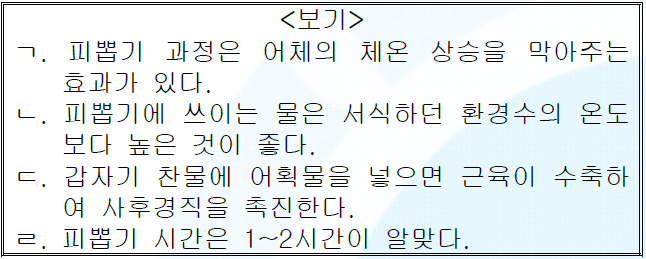 <보기>
ㄱ. 피뽑기 과정은 어체의 체온 상승을 막아주는
효과가 있다.
ㄴ. 피뽑기에 쓰이는 물은 서식하던 환경수의 온도
보다 높은 것이 좋다.
ㄷ. 갑자기 찬물에 어획물을 넣으면 근육이 수축하
여 사후경직을 촉진한다.
ㄹ. 피뽑기 시간은 1~2시간이 알맞다.